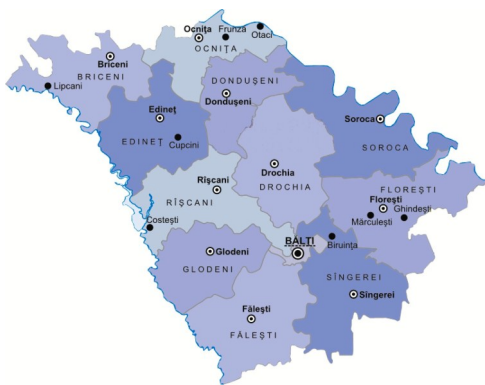 Ocnița
Frunză
Otaci
OCNIȚA
Briceni
BRICENI
Lipcani
DONDUȘENI
Dondușeni
Edineț
EDINEȚ
Cupcini
Soroca
SOROCA
Drochia
DROCHIA
Rîșcani
RÎȘCANI
Costești
FLOREȘTI
Florești
Ghindești
Mărculești
BĂLȚI
Biruința
Glodeni
GLODENI
SÎNGEREI
Sîngerei
Fălești
FĂLEȘTI